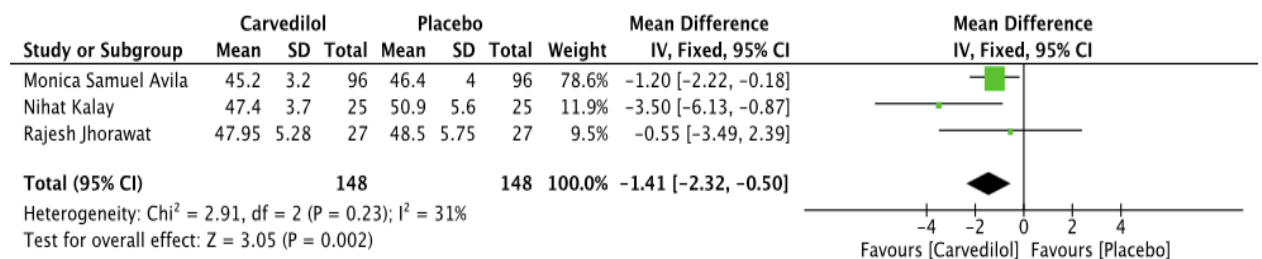 Carvedilol Placebo Mean Difference Mean Difference
Study or Subgroup Mean SD Total Mean SD Total Weight IV, Fixed, 95% CI IV, Fixed, 95% CI
Monica Samuel Avila 45.2 3.2 96 46.4 4 96 78.6% −1.20 [−2.22, −0.18]
Nihat Kalay 47.4 3.7 25 50.9 5.6 25 11.9% −3.50 [−6.13, −0.87]
Rajesh Jhorawat 47.95 5.28 27 48.5 5.75 27 9.5% −0.55 [−3.49, 2.39]
Total (95% CI) 148 148 100.0% −1.41 [−2.32, −0.50]
Heterogeneity: Chi² = 2.91, df = 2 (P = 0.23); I² = 31%
Test for overall effect: Z = 3.05 (P = 0.002)
−4 −2 0 2 4
Favours [Carvedilol] Favours [Placebo]